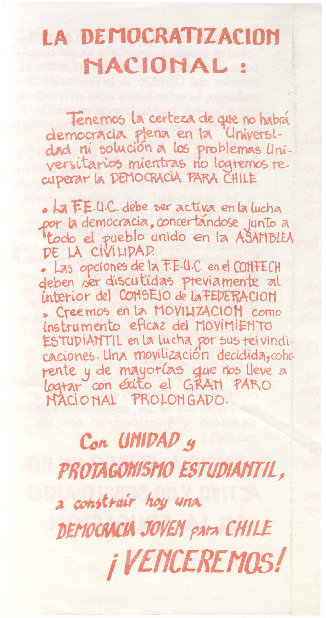 LA DEMOCRATIZACION
NACIONAL :
Tenemos la certeza de que no habrá
democracia plena en la Universi-
dad ni solución a los problemas Uni-
versitarios mientras no logremos re-
cuperar la DEMOCRACIA PARA CHILE
• La F.E.U.C. debe ser activa en la lucha
por la democracia, concertándose junto a
todo el pueblo unido en la ASAMBLEA
DE LA CIVILIDAD.
• Las opciones de la F.E.U.C. en el CONFECH
deben ser discutidas previamente al
interior del CONSEJO de la FEDERACION
• Creemos en la MOVILIZACION como
instrumento eficaz del MOVIMIENTO
ESTUDIANTIL en la lucha por sus reivindi-
caciones. Una movilización decidida, cohe-
rente y de mayorías que nos lleve a
lograr con éxito el GRAN PARO
NACIONAL PROLONGADO.
Con UNIDAD y
PROTAGONISMO ESTUDIANTIL,
a construir hoy una
DEMOCRACIA JOVEN para CHILE
¡VENCEREMOS!